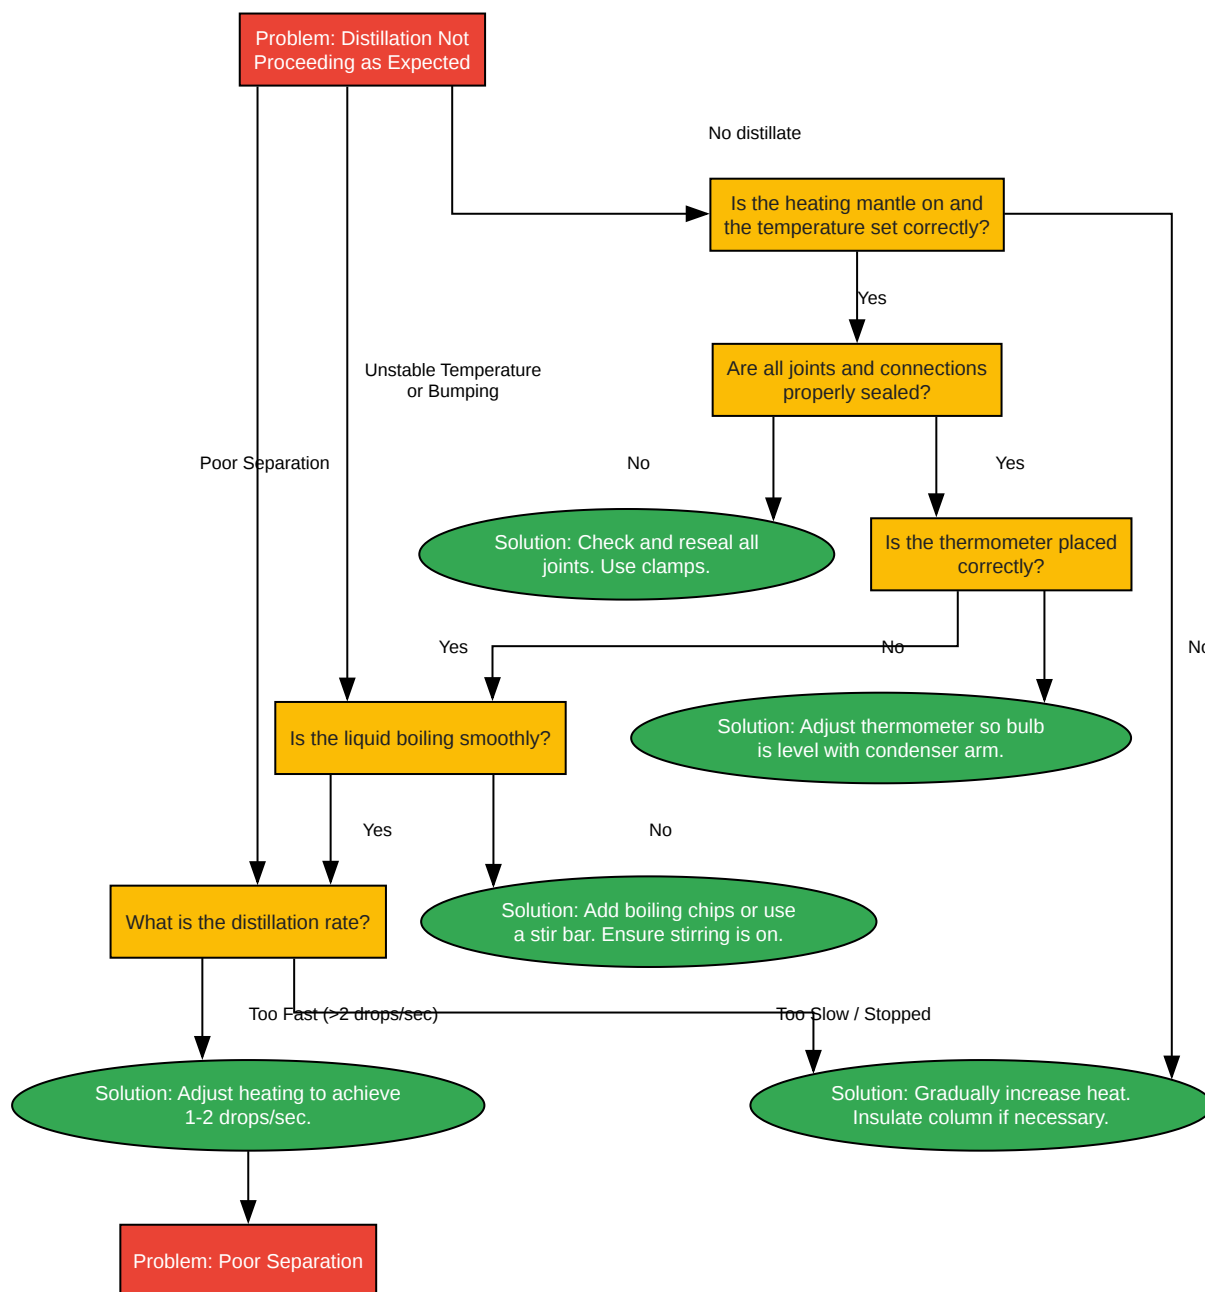 Problem: Distillation Not
Proceeding as Expected
No distillate
Is the heating mantle on and
the temperature set correctly?
Yes
Unstable Temperature
or Bumping
Are all joints and connections
properly sealed?
Poor Separation
No
Yes
Solution: Check and reseal all
joints. Use clamps.
Is the thermometer placed
correctly?
Yes
No
No
Is the liquid boiling smoothly?
Solution: Adjust thermometer so bulb
is level with condenser arm.
Yes
No
What is the distillation rate?
Solution: Add boiling chips or use
a stir bar. Ensure stirring is on.
Too Fast (>2 drops/sec)
Too Slow / Stopped
Solution: Adjust heating to achieve
1-2 drops/sec.
Solution: Gradually increase heat.
Insulate column if necessary.
Problem: Poor Separation